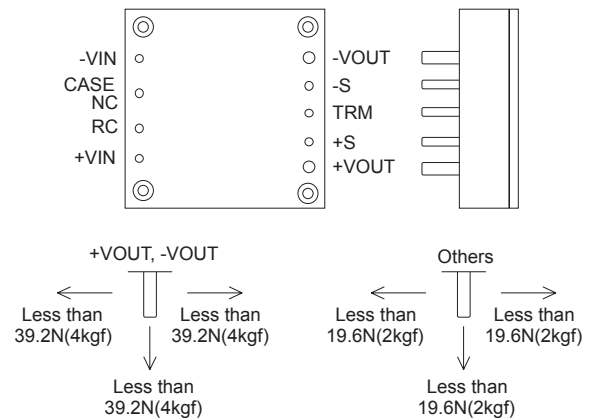 -VIN
CASE
NC
RC
+VIN
-VOUT
-S
TRM
+S
+VOUT
+VOUT, -VOUT
Less than
39.2N(4kgf)
Less than
39.2N(4kgf)
Less than
39.2N(4kgf)
Others
Less than
19.6N(2kgf)
Less than
19.6N(2kgf)
Less than
19.6N(2kgf)